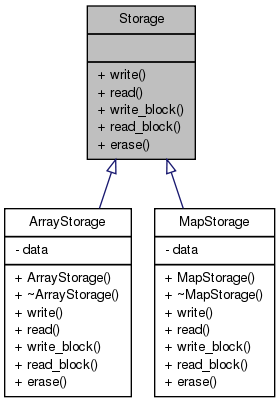 Storage
+ write()
+ read()
+ write_block()
+ read_block()
+ erase()
ArrayStorage
- data
+ ArrayStorage()
+ ~ArrayStorage()
+ write()
+ read()
+ write_block()
+ read_block()
+ erase()
MapStorage
- data
+ MapStorage()
+ ~MapStorage()
+ write()
+ read()
+ write_block()
+ read_block()
+ erase()